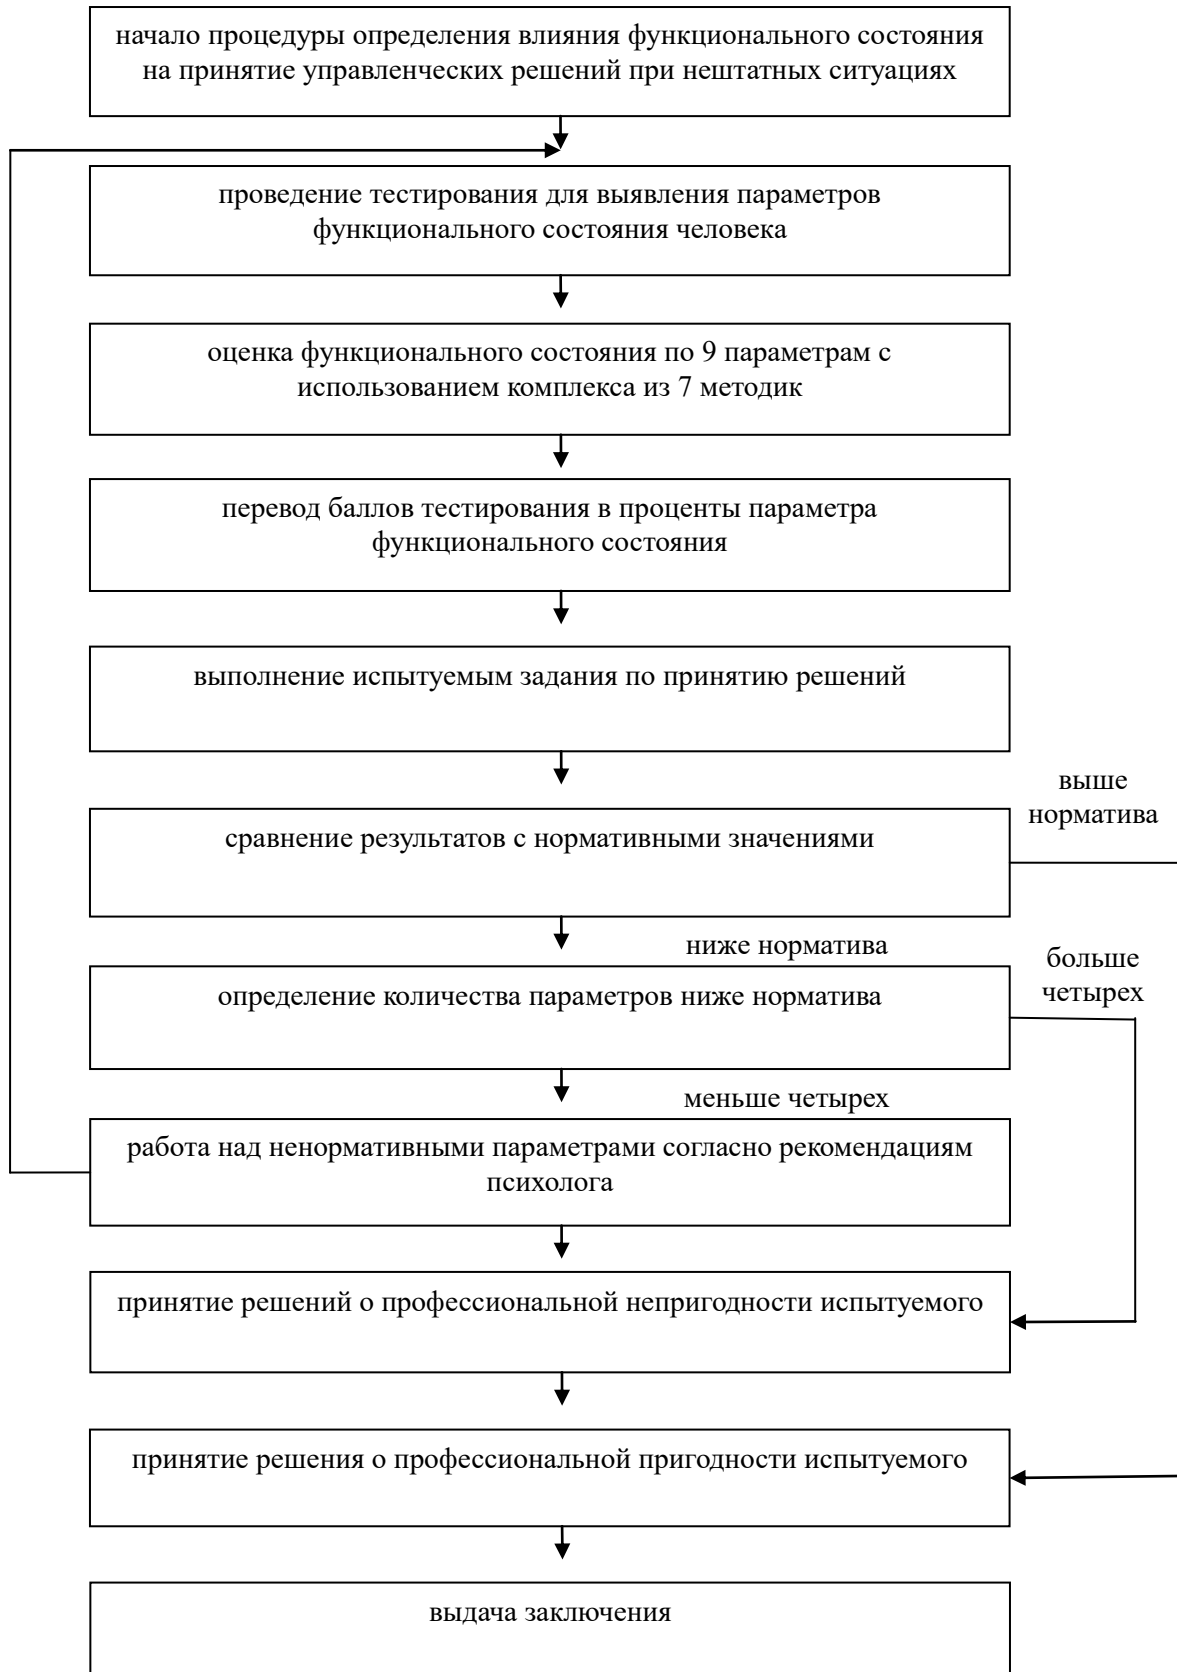 начало процедуры определения влияния функционального состояния
на принятие управленческих решений при нештатных ситуациях
проведение тестирования для выявления параметров
функционального состояния человека
оценка функционального состояния по 9 параметрам с
использованием комплекса из 7 методик
перевод баллов тестирования в проценты параметра
функционального состояния
выполнение испытуемым задания по принятию решений
выше
норматива
сравнение результатов с нормативными значениями
ниже норматива
больше
четырех
определение количества параметров ниже норматива
меньше четырех
работа над ненормативными параметрами согласно рекомендациям
психолога
принятие решений о профессиональной непригодности испытуемого
принятие решения о профессиональной пригодности испытуемого
выдача заключения